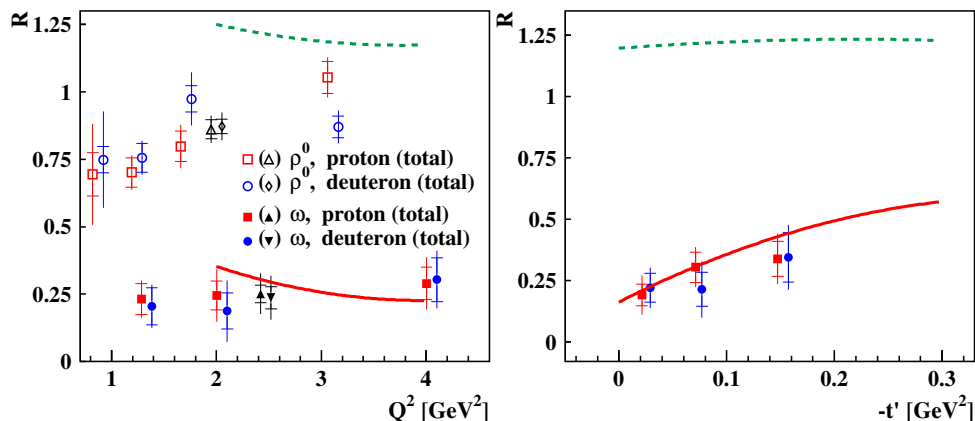 R
1.25
1
0.75
0.5
0.25
0
(△) ρ⁰, proton (total)
(◇) ρ⁰, deuteron (total)
(▲) ω, proton (total)
(▼) ω, deuteron (total)
1 2 3 4
Q² [GeV²]
R
1.25
1
0.75
0.5
0.25
0
0 0.1 0.2 0.3
-t' [GeV²]